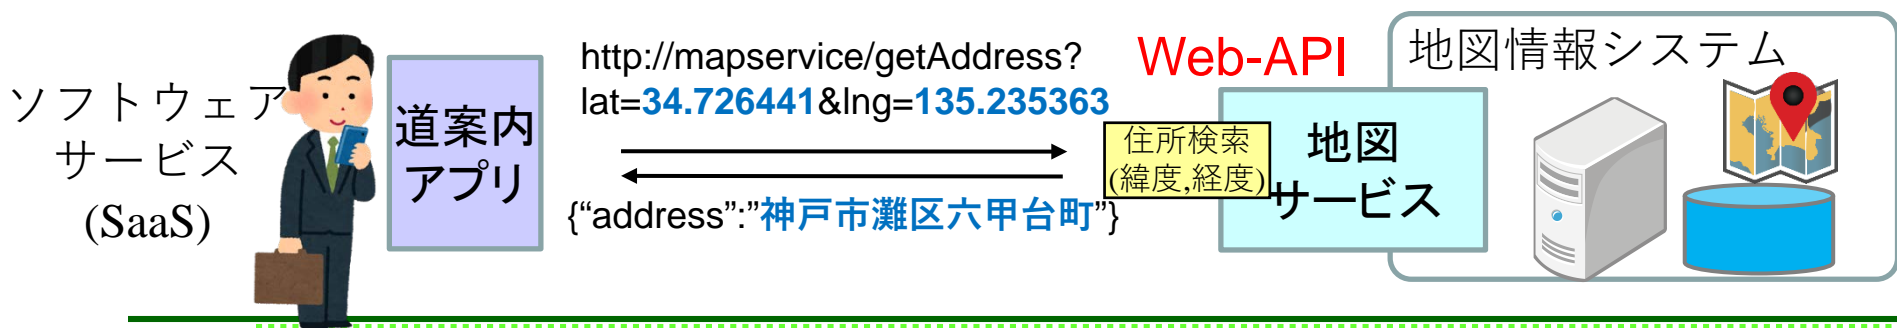 ソフトウェア
サービス
(SaaS)
道案内
アプリ
http://mapservice/getAddress?
lat=34.726441&lng=135.235363
{“address”:”神戸市灘区六甲台町”}
Web-API
住所検索
(緯度,経度)
地図
サービス
地図情報システム